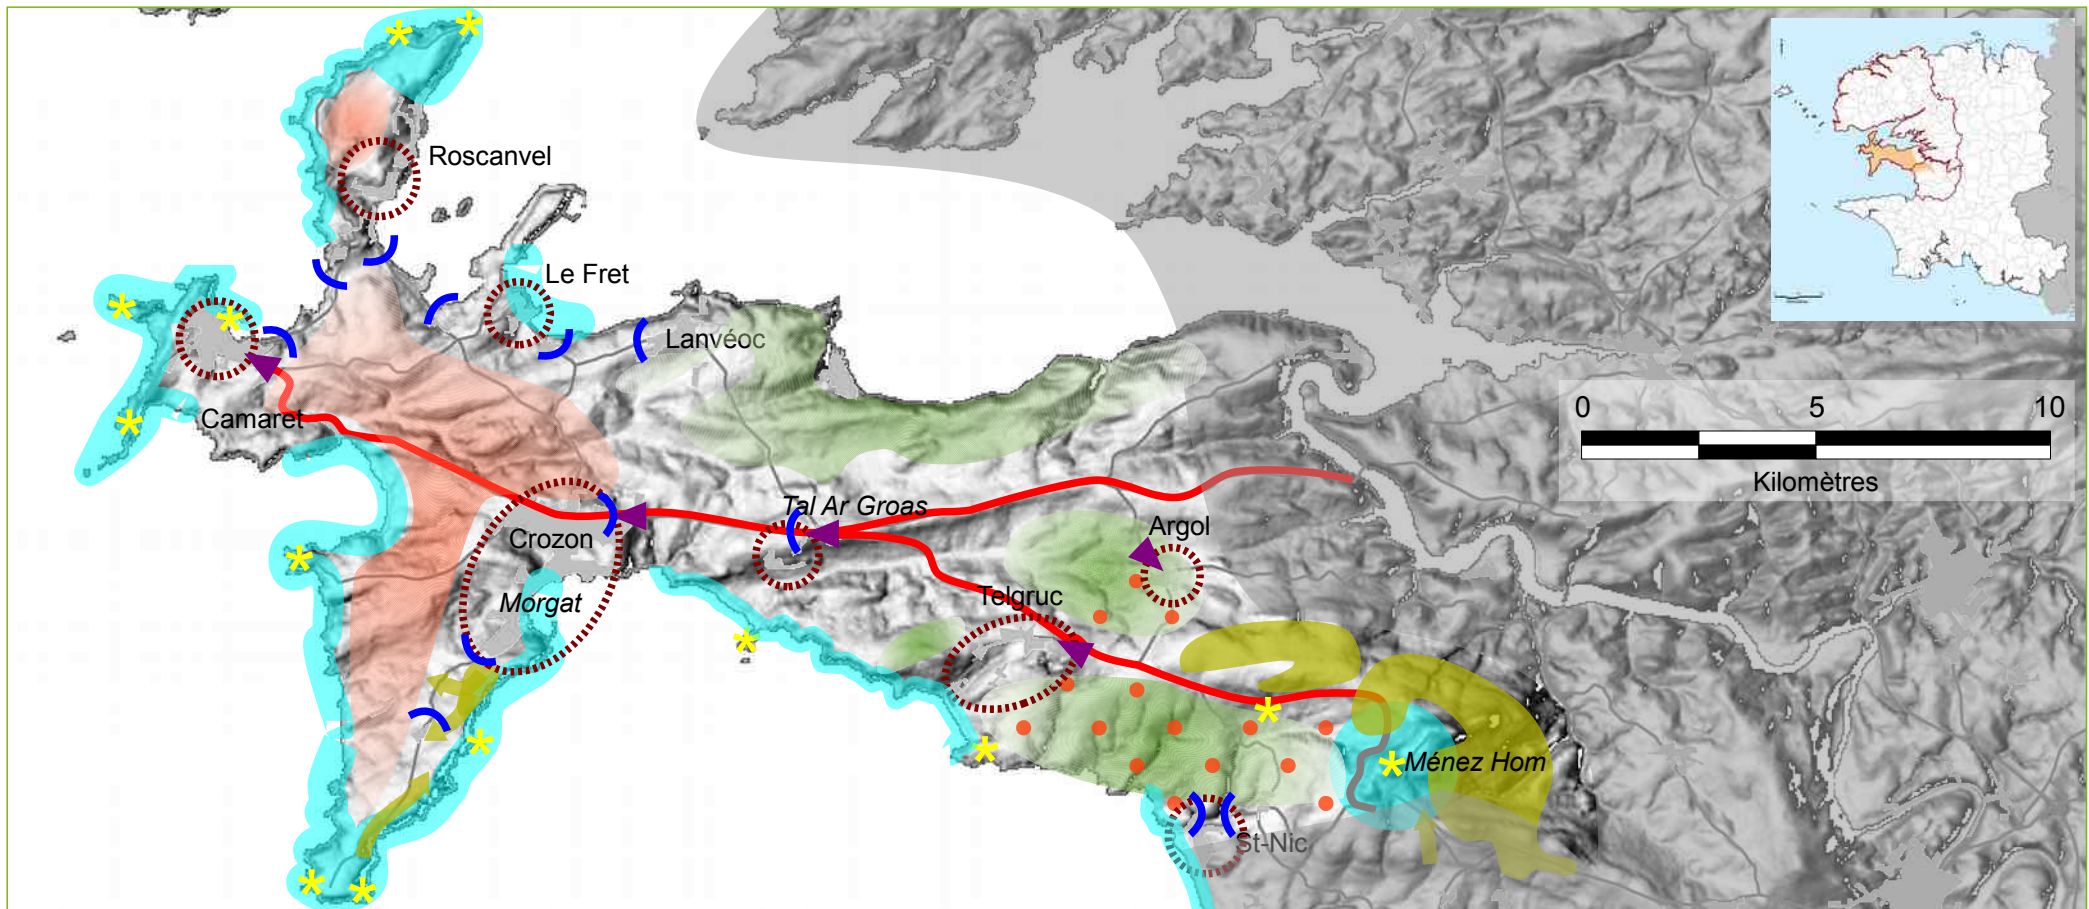 Roscanvel
Le Fret
Lanvéoc
Camaret
0 5 10
Kilomètres
Tal Ar Groas
Crozon
Argol
Morgat
Telgruc
Ménez Hom
St-Nic